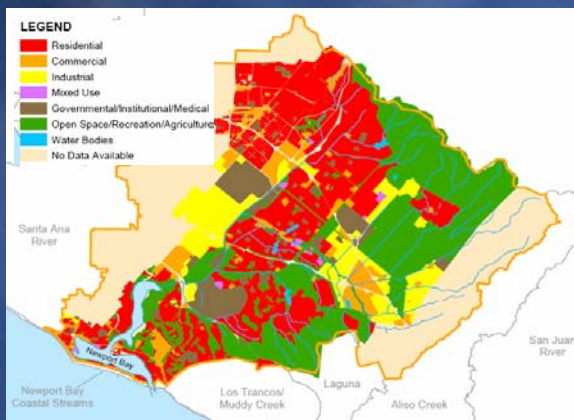 LEGEND
Residential
Commercial
Industrial
Mixed Use
Governmental/Institutional/Medical
Open Space/Recreation/Agriculture
Water Bodies
No Data Available
Santa Ana
River
San Juan
River
Newport Bay
Newport Bay
Coastal Streams
Los Trancos/
Muddy Creek
Laguna
Aliso Creek